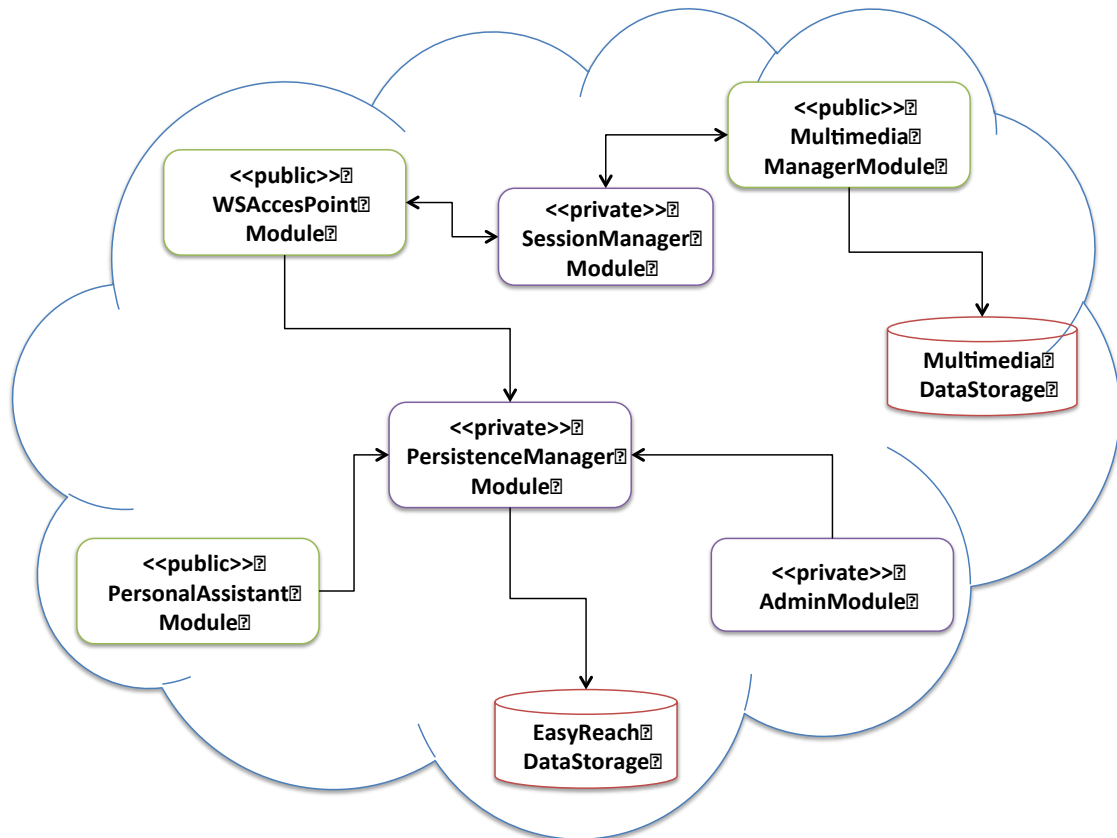 <<public>>
Multimedia
ManagerModule
<<public>>
WSAccesPoint
Module
<<private>>
SessionManager
Module
Multimedia
DataStorage
<<private>>
PersistenceManager
Module
<<public>>
PersonalAssistant
Module
<<private>>
AdminModule
EasyReach
DataStorage